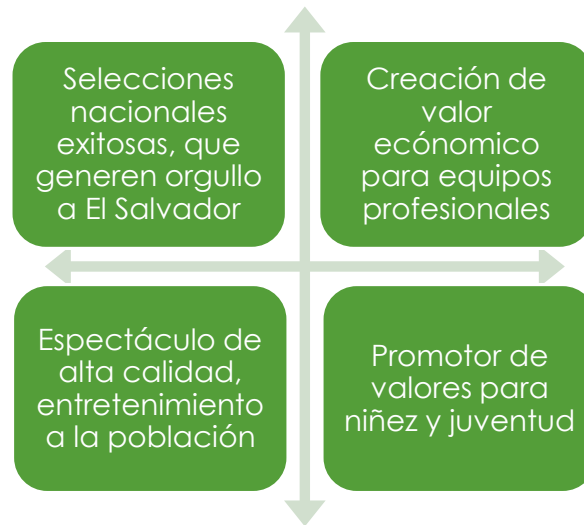 Selecciones
nacionales
exitosas, que
generen orgullo
a El Salvador
Creación de
valor
ecónomico
para equipos
profesionales
Espectáculo de
alta calidad,
entretenimiento
a la población
Promotor de
valores para
niñez y juventud